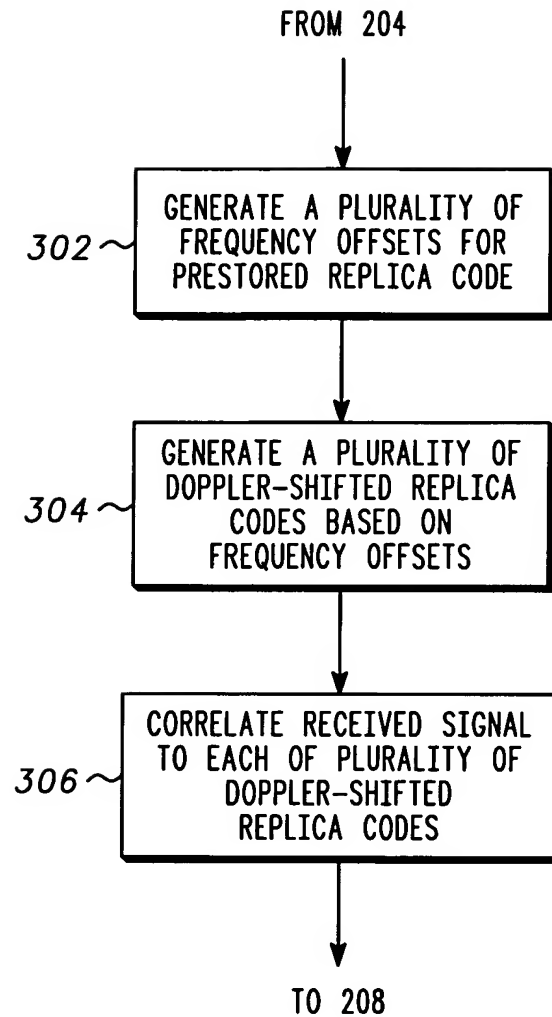 FROM 204
302
GENERATE A PLURALITY OF
FREQUENCY OFFSETS FOR
PRESTORED REPLICA CODE
304
GENERATE A PLURALITY OF
DOPPLER-SHIFTED REPLICA
CODES BASED ON
FREQUENCY OFFSETS
306
CORRELATE RECEIVED SIGNAL
TO EACH OF PLURALITY OF
DOPPLER-SHIFTED
REPLICA CODES
TO 208